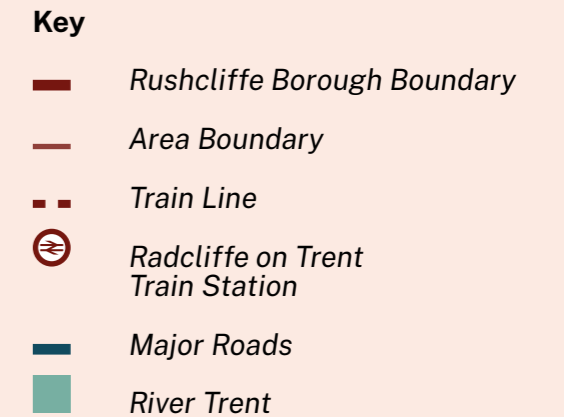 Key
Rushcliffe Borough Boundary
Area Boundary
Train Line
Radcliffe on Trent
Train Station
Major Roads
River Trent